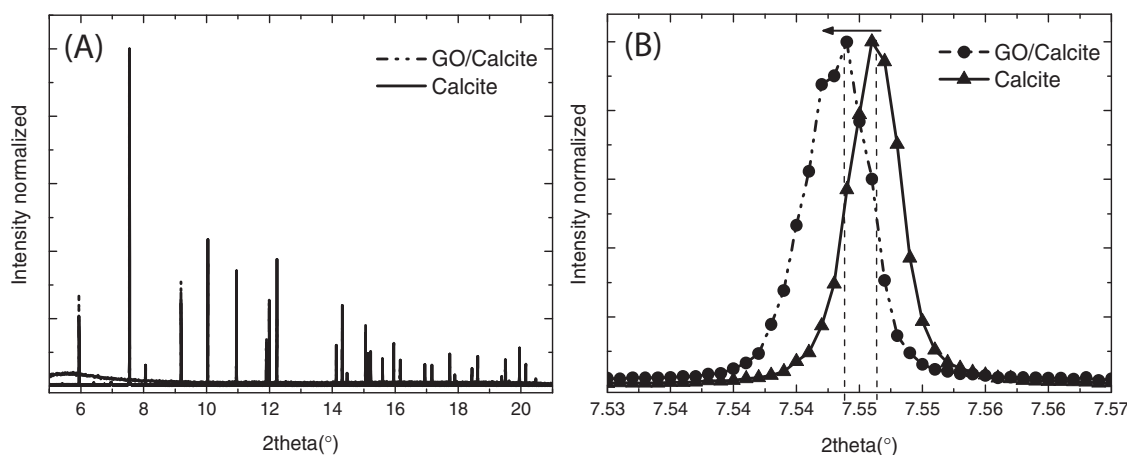 (A)
GO/Calcite
Calcite
Intensity normalized
6 8 10 12 14 16 18 20
2theta(°)
(B)
GO/Calcite
Calcite
Intensity normalized
7.53 7.54 7.54 7.54 7.55 7.55 7.56 7.56 7.57
2theta(°)